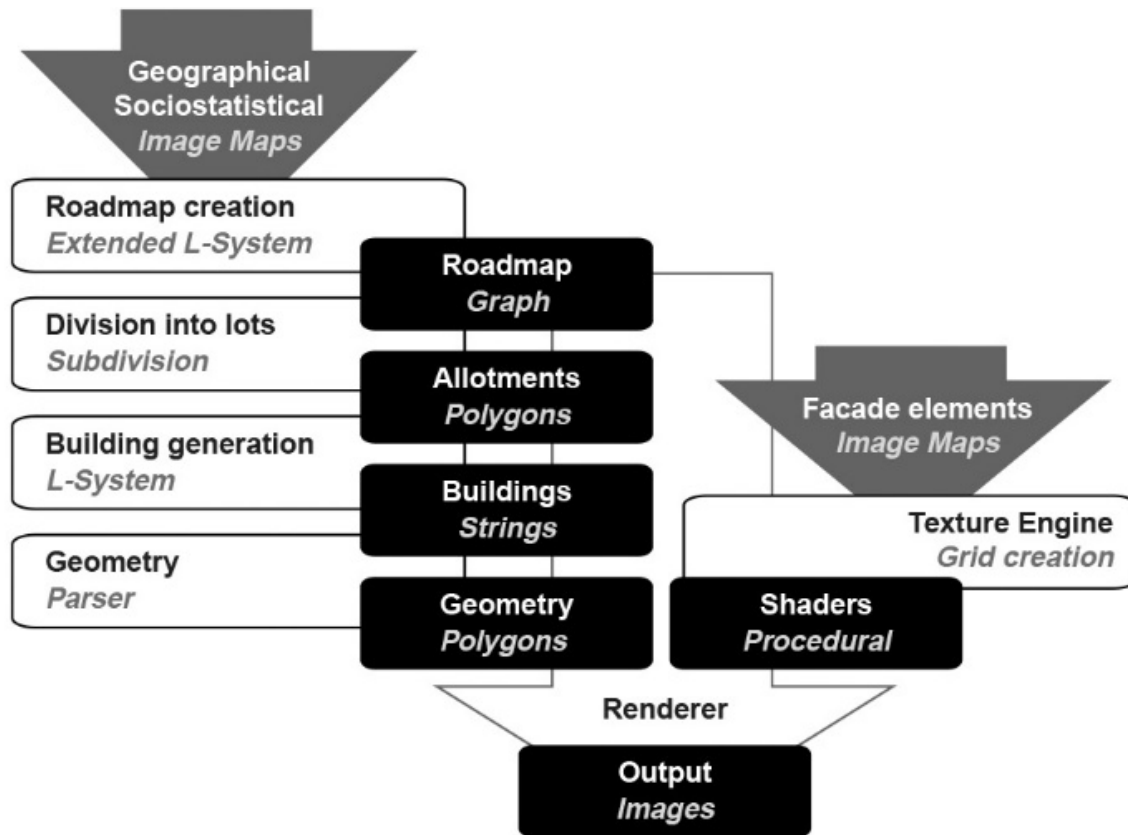 Geographical
Sociostatistical
Image Maps
Roadmap creation
Extended L-System
Roadmap
Graph
Division into lots
Subdivision
Allotments
Polygons
Building generation
L-System
Buildings
Strings
Geometry
Parser
Geometry
Polygons
Facade elements
Image Maps
Texture Engine
Grid creation
Shaders
Procedural
Renderer
Output
Images